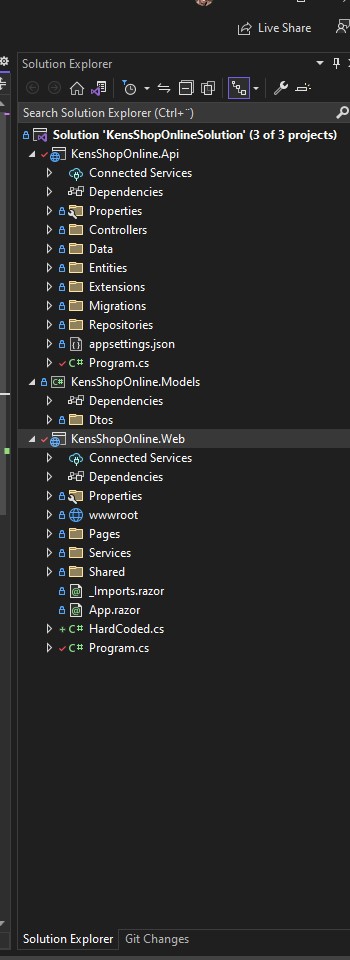 Live Share
Solution Explorer
Search Solution Explorer (Ctrl+¨)
Solution 'KensShopOnlineSolution' (3 of 3 projects)
KensShopOnline.Api
Connected Services
Dependencies
Properties
Controllers
Data
Entities
Extensions
Migrations
Repositories
appsettings.json
C# Program.cs
C# KensShopOnline.Models
Dependencies
Dtos
KensShopOnline.Web
Connected Services
Dependencies
Properties
wwwroot
Pages
Services
Shared
_Imports.razor
App.razor
C# HardCoded.cs
C# Program.cs
Solution Explorer Git Changes